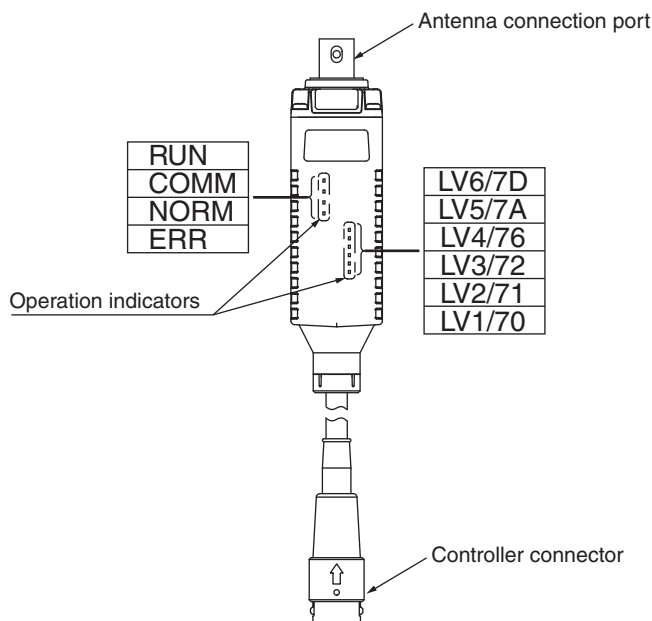 Antenna connection port
RUN
COMM
NORM
ERR
LV6/7D
LV5/7A
LV4/76
LV3/72
LV2/71
LV1/70
Operation indicators
Controller connector